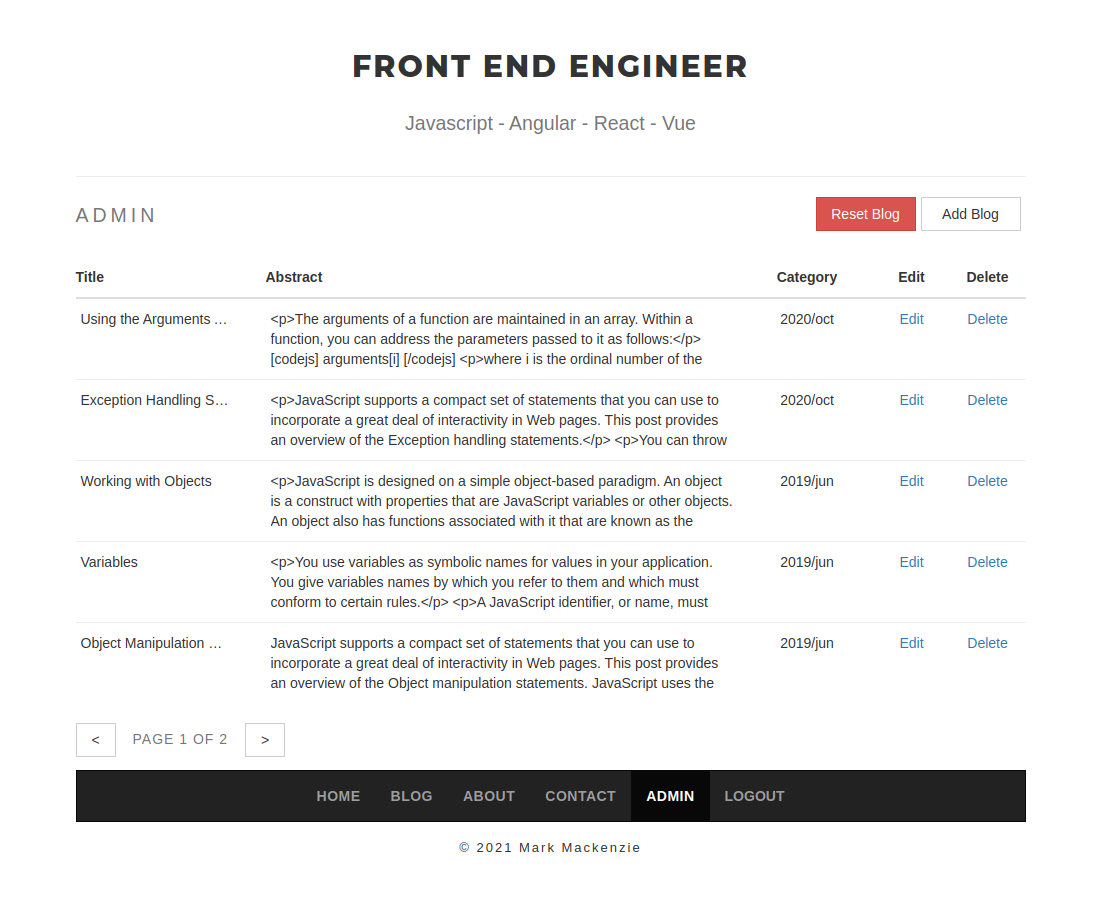 FRONT END ENGINEER
Javascript - Angular - React - Vue
ADMIN
Reset Blog
Add Blog
Title Abstract Category Edit Delete
Using the Arguments … <p>The arguments of a function are maintained in an array. Within a 2020/oct Edit Delete
function, you can address the parameters passed to it as follows:</p>
[codejs] arguments[i] [/codejs] <p>where i is the ordinal number of the
Exception Handling S… <p>JavaScript supports a compact set of statements that you can use to 2020/oct Edit Delete
incorporate a great deal of interactivity in Web pages. This post provides
an overview of the Exception handling statements.</p> <p>You can throw
Working with Objects <p>JavaScript is designed on a simple object-based paradigm. An object 2019/jun Edit Delete
is a construct with properties that are JavaScript variables or other objects.
An object also has functions associated with it that are known as the
Variables <p>You use variables as symbolic names for values in your application. 2019/jun Edit Delete
You give variables names by which you refer to them and which must
conform to certain rules.</p> <p>A JavaScript identifier, or name, must
Object Manipulation … JavaScript supports a compact set of statements that you can use to 2019/jun Edit Delete
incorporate a great deal of interactivity in Web pages. This post provides
an overview of the Object manipulation statements. JavaScript uses the
< PAGE 1 OF 2 >
HOME BLOG ABOUT CONTACT ADMIN LOGOUT
© 2021 Mark Mackenzie